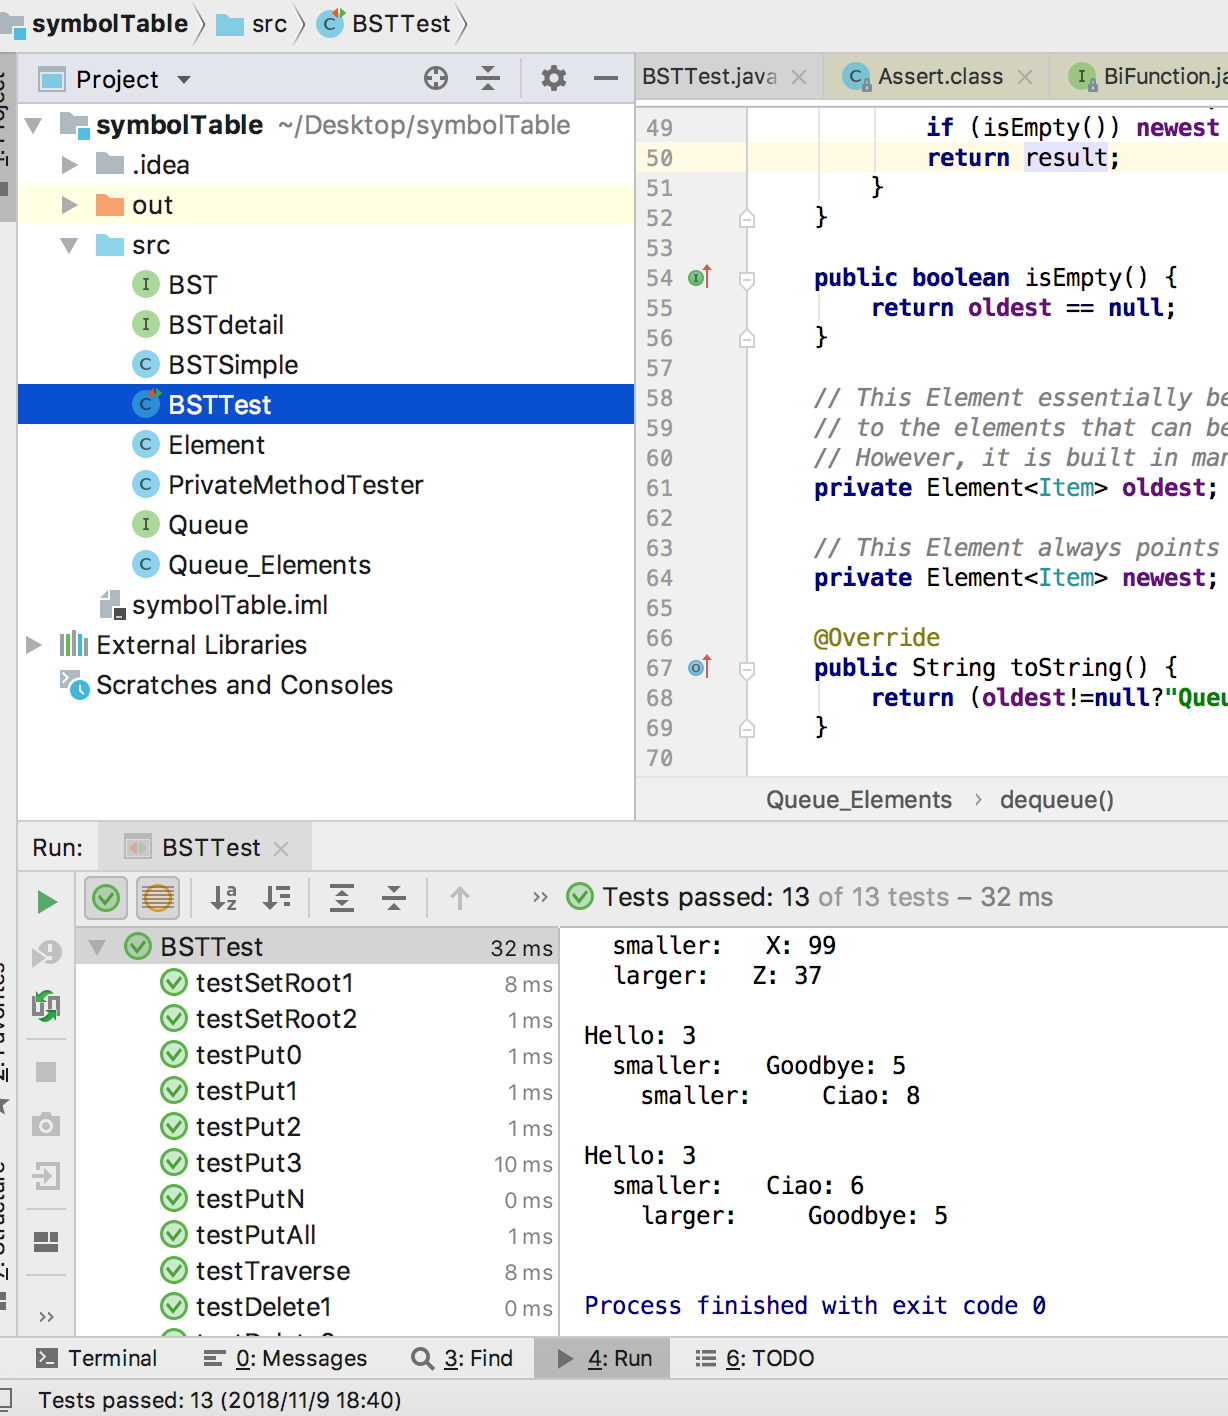 symbolTable
src
BSTTest
Project
symbolTable ~/Desktop/symbolTable
.idea
out
src
BST
BSTdetail
BSTSimple
BSTTest
Element
PrivateMethodTester
Queue
Queue_Elements
symbolTable.iml
External Libraries
Scratches and Consoles
BSTTest.java
Assert.class
BiFunction.ja
49 if (isEmpty()) newest
50 return result;
51 }
52 }
53
54 public boolean isEmpty() {
55 return oldest == null;
56 }
57
58 // This Element essentially be
59 // to the elements that can be
60 // However, it is built in man
61 private Element<Item> oldest;
62
63 // This Element always points
64 private Element<Item> newest;
65
66 @Override
67 public String toString() {
68 return (oldest!=null?"Queu
69 }
70
Queue_Elements › dequeue()
Run: BSTTest
Tests passed: 13 of 13 tests – 32 ms
BSTTest 32 ms
testSetRoot1 8 ms
testSetRoot2 1 ms
testPut0 1 ms
testPut1 1 ms
testPut2 1 ms
testPut3 10 ms
testPutN 0 ms
testPutAll 1 ms
testTraverse 8 ms
testDelete1 0 ms
smaller: X: 99
larger: Z: 37
Hello: 3
smaller: Goodbye: 5
smaller: Ciao: 8
Hello: 3
smaller: Ciao: 6
larger: Goodbye: 5
Process finished with exit code 0
Terminal
0: Messages
3: Find
4: Run
6: TODO
Tests passed: 13 (2018/11/9 18:40)